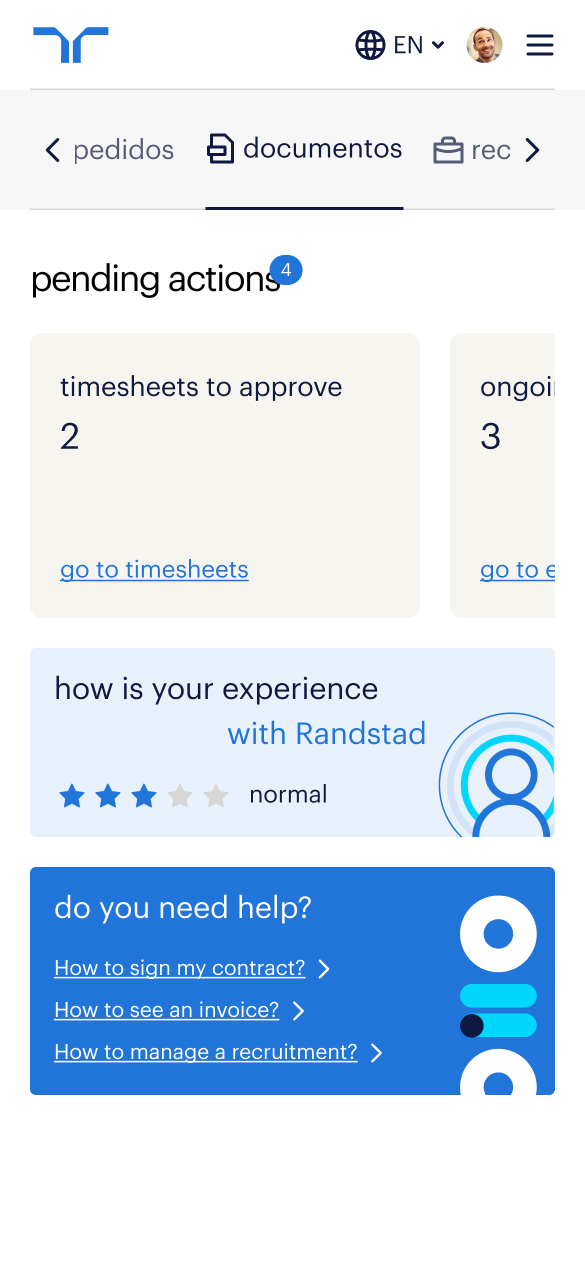 EN
pedidos
documentos
rec
pending actions
4
timesheets to approve
2
go to timesheets
ongoi
3
go to e
how is your experience
with Randstad
normal
do you need help?
How to sign my contract?
How to see an invoice?
How to manage a recruitment?